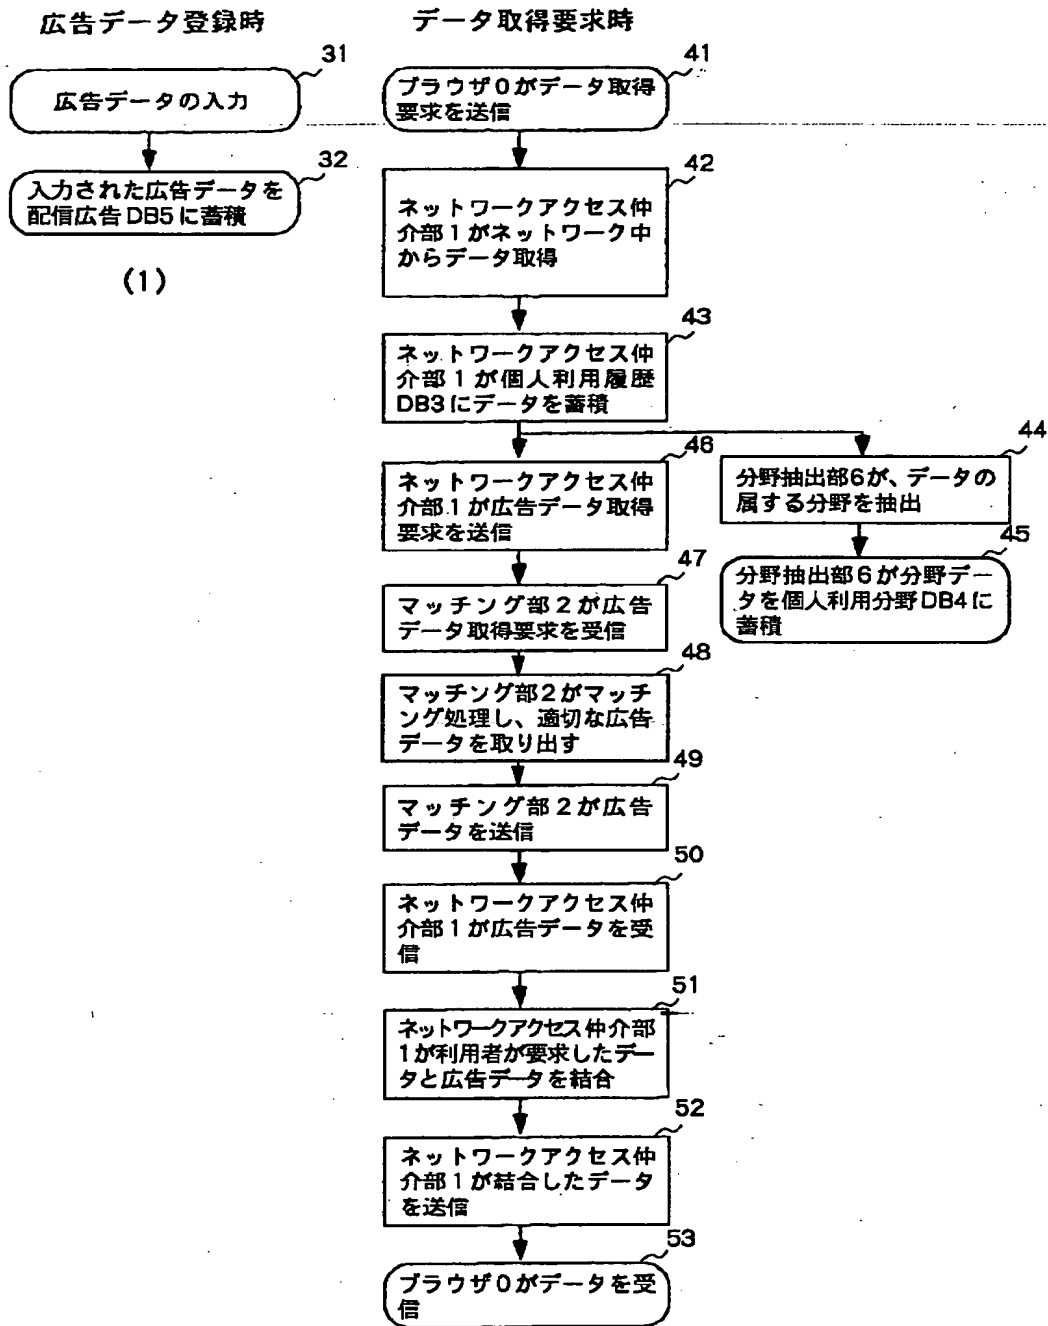 広告データ登録時
31
広告データの入力
32
入力された広告データを
配信広告DB5に蓄積
(1)
データ取得要求時
41
ブラウザ0がデータ取得
要求を送信
42
ネットワークアクセス仲
介部1がネットワーク中
からデータ取得
43
ネットワークアクセス仲
介部1が個人利用履歴
DB3にデータを蓄積
44
分野抽出部6が、データの
属する分野を抽出
45
分野抽出部6が分野デー
タを個人利用分野DB4に
蓄積
46
ネットワークアクセス仲
介部1が広告データ取得
要求を送信
47
マッチング部2が広告
データ取得要求を受信
48
マッチング部2がマッチ
ング処理し、適切な広告
データを取り出す
49
マッチング部2が広告
データを送信
50
ネットワークアクセス仲
介部1が広告データを受
信
51
ネットワークアクセス仲介部
1が利用者が要求したデー
タと広告データを結合
52
ネットワークアクセス仲
介部1が結合したデータ
を送信
53
ブラウザ0がデータを受
信